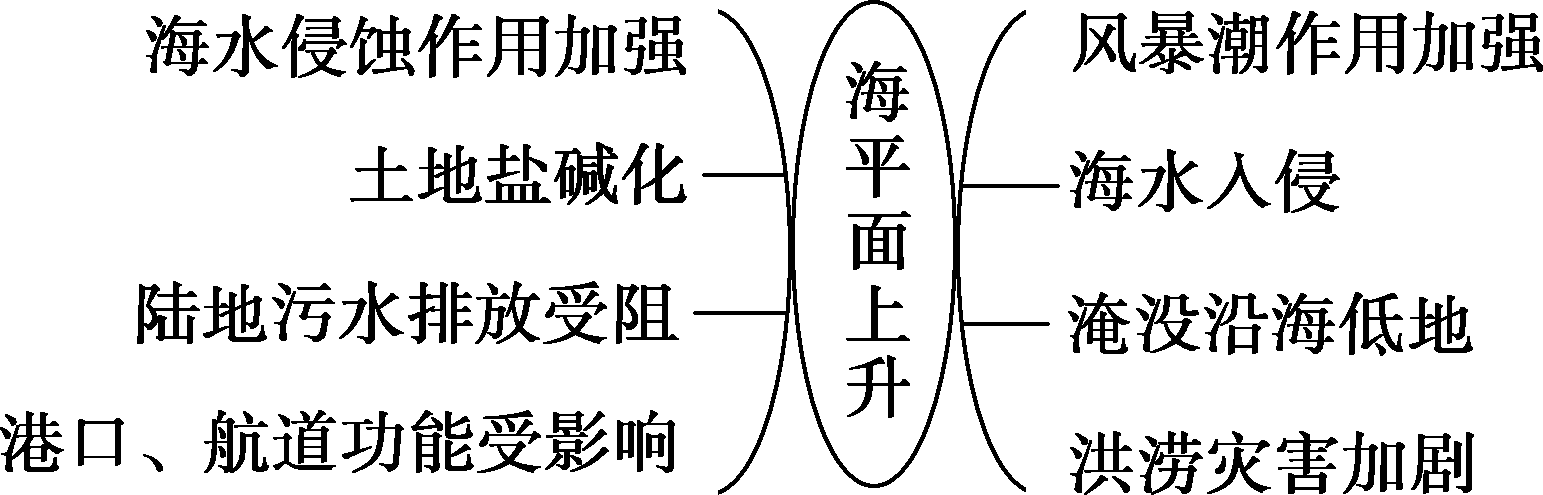 海水侵蚀作用加强
土地盐碱化
陆地污水排放受阻
港口、航道功能受影响
海平面上升
风暴潮作用加强
海水入侵
淹没沿海低地
洪涝灾害加剧